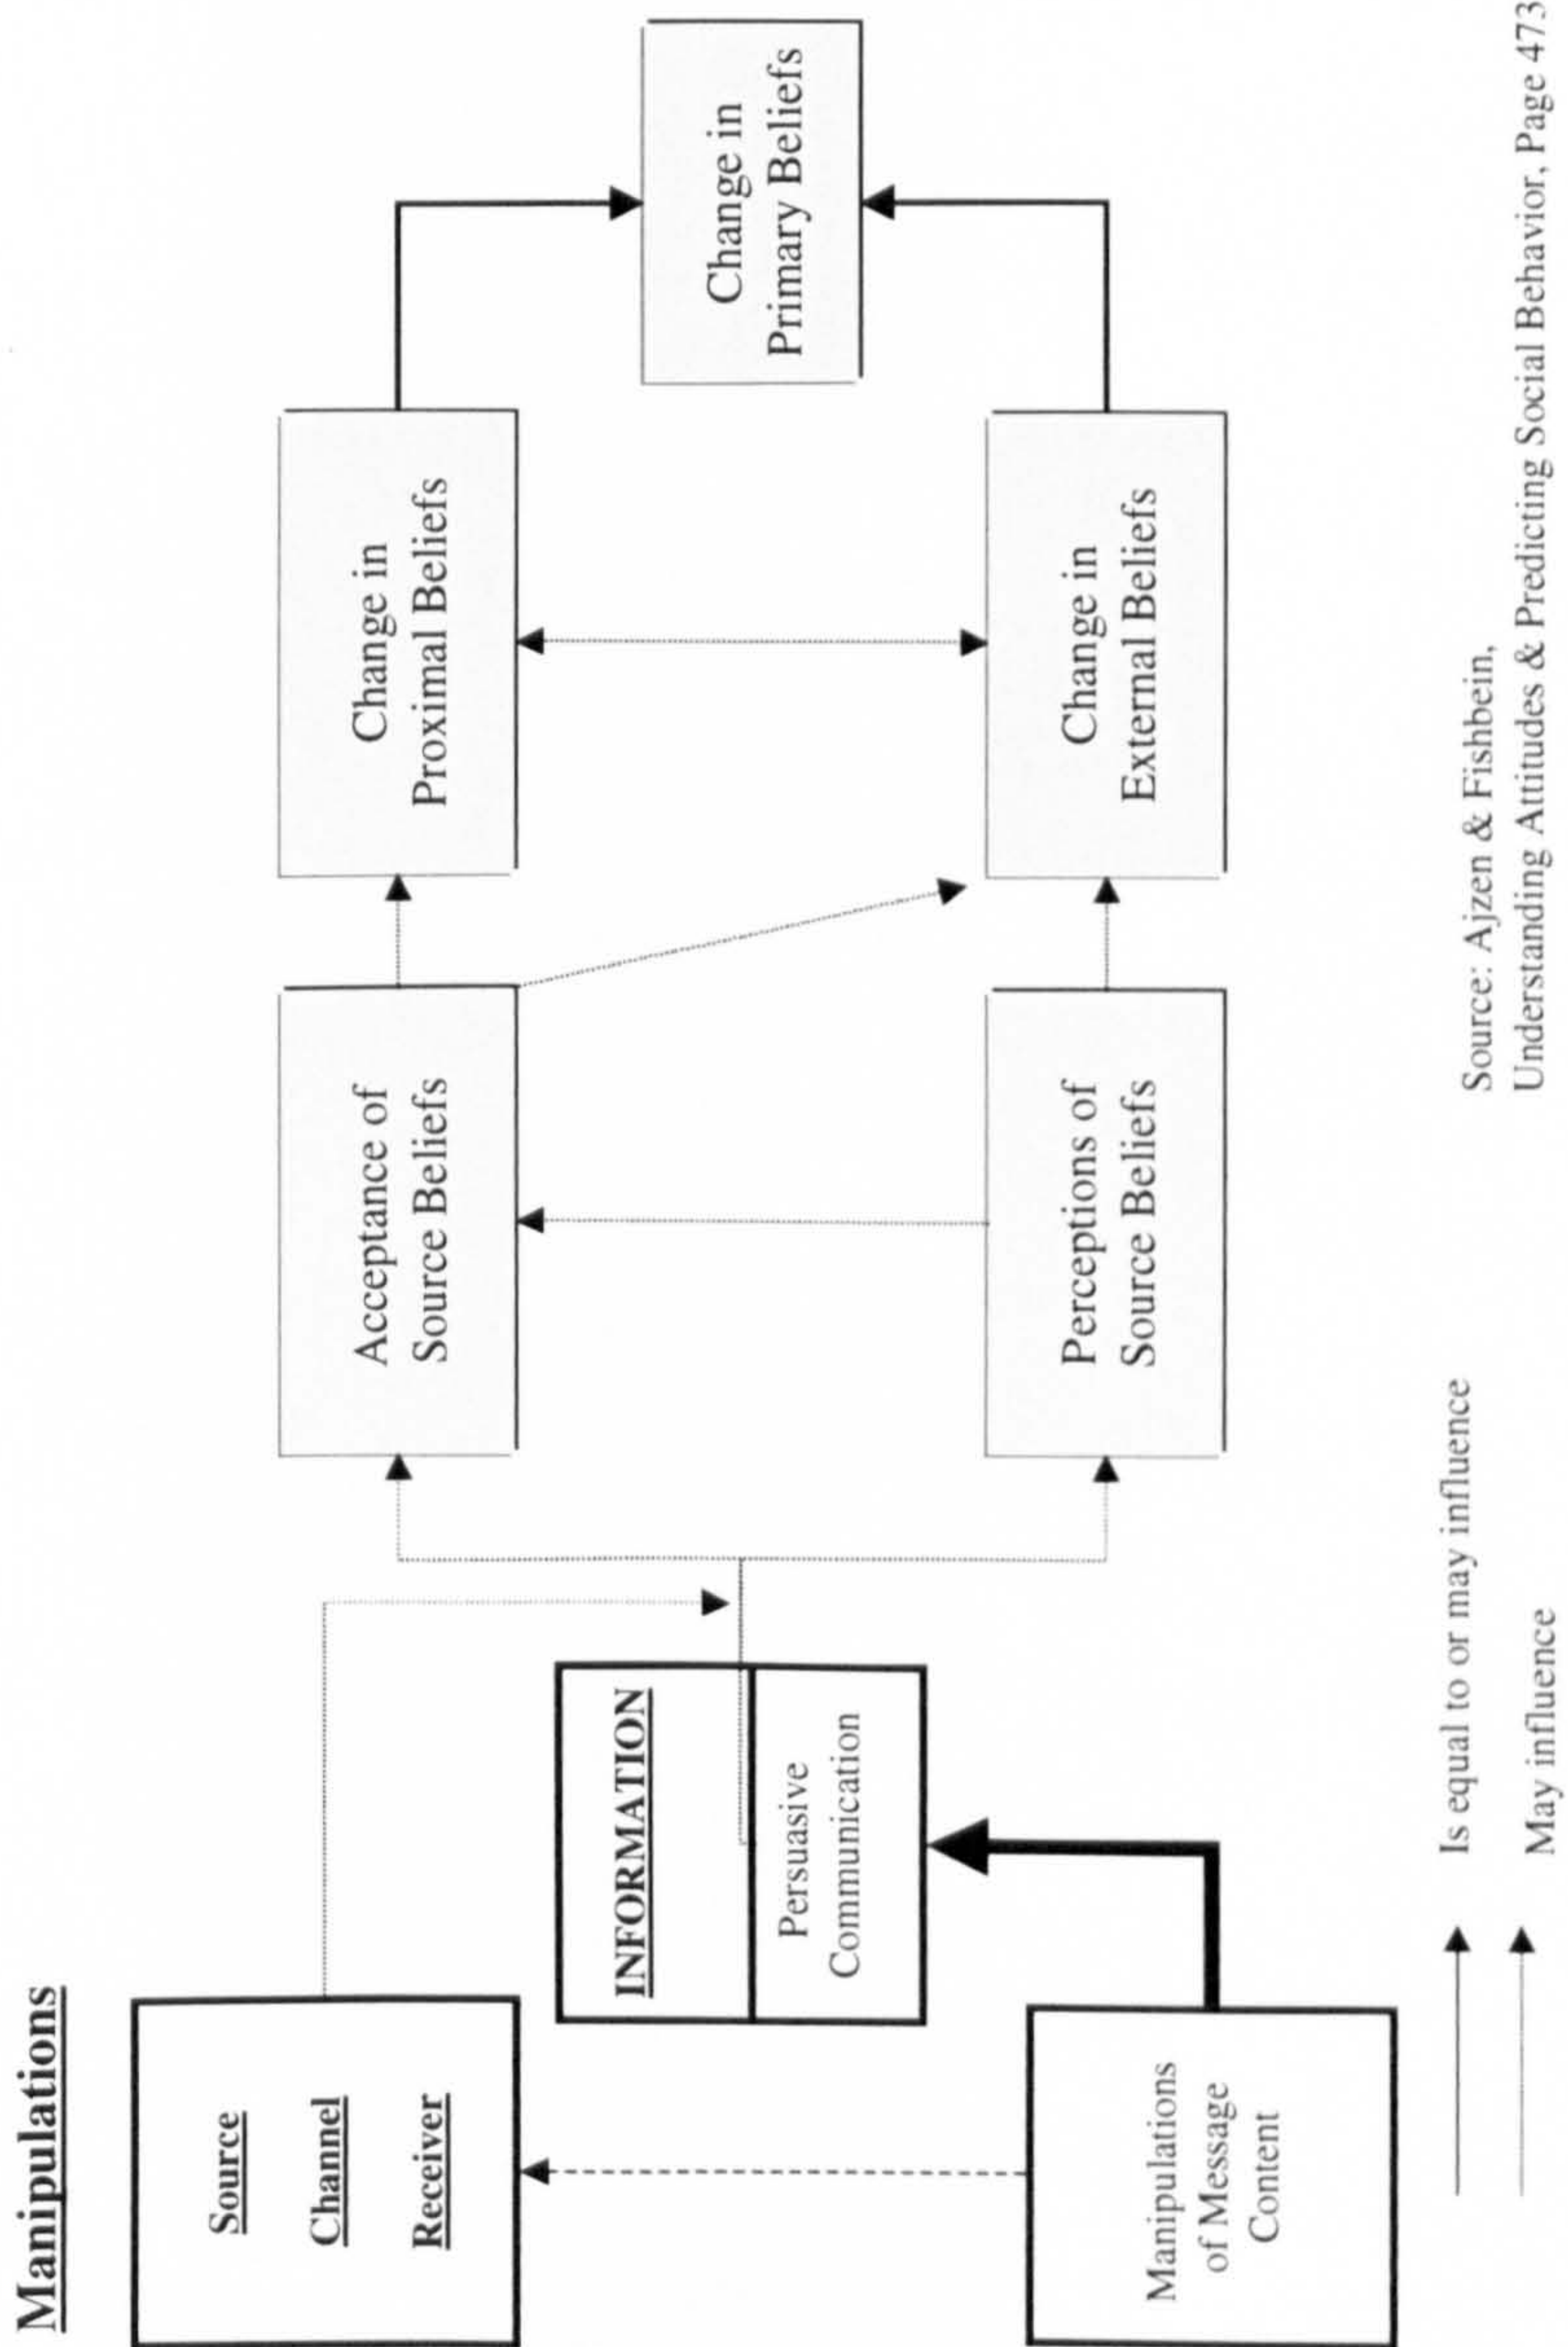 Manipulations
Source
Channel
Receiver
INFORMATION
Persuasive
Communication
Manipulations
of Message
Content
Acceptance of
Source Beliefs
Perceptions of
Source Beliefs
Change in
Proximal Beliefs
Change in
External Beliefs
Change in
Primary Beliefs
Is equal to or may influence
May influence
Source: Ajzen & Fishbein,
Understanding Attitudes & Predicting Social Behavior, Page 473